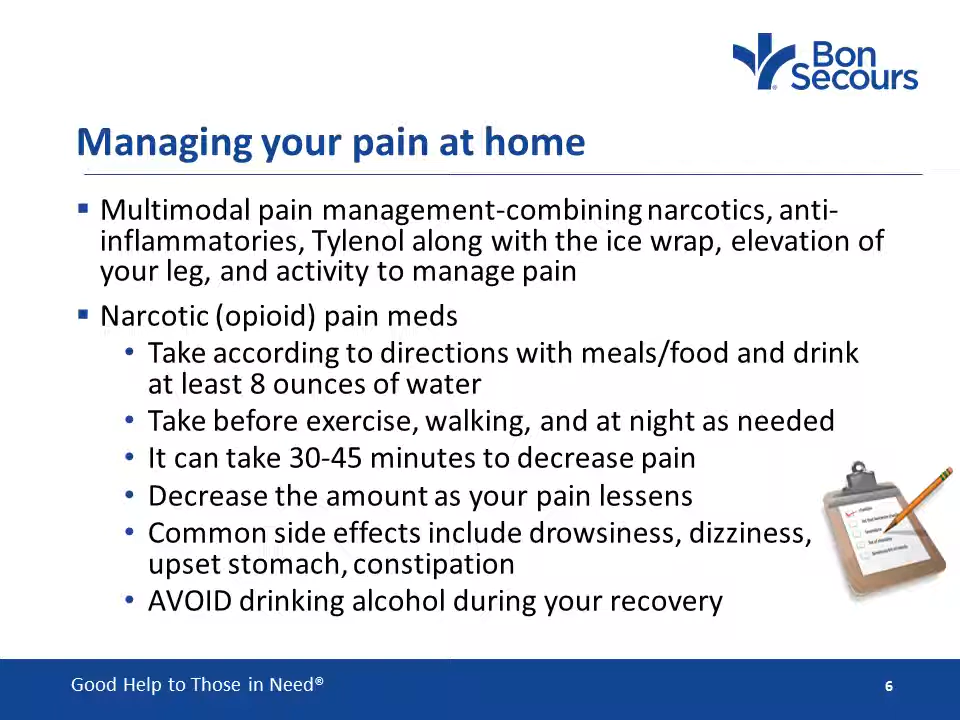 Bon
Secours
Managing your pain at home
▪ Multimodal pain management-combining narcotics, anti-
inflammatories, Tylenol along with the ice wrap, elevation of
your leg, and activity to manage pain
▪ Narcotic (opioid) pain meds
• Take according to directions with meals/food and drink
at least 8 ounces of water
• Take before exercise, walking, and at night as needed
• It can take 30-45 minutes to decrease pain
• Decrease the amount as your pain lessens
• Common side effects include drowsiness, dizziness,
upset stomach, constipation
• AVOID drinking alcohol during your recovery
Good Help to Those in Need®
6